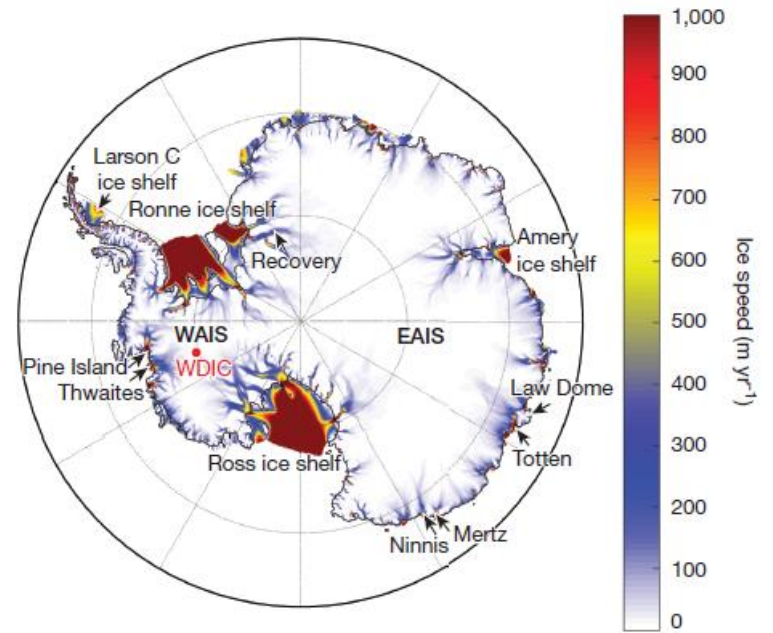 Larson C
ice shelf
Ronne ice shelf
Recovery
Amery
ice shelf
WAIS
EAIS
WDIC
Pine Island
Thwaites
Law Dome
Totten
Ross ice shelf
Mertz
Ninnis
1,000
900
800
700
600
500
400
300
200
100
0
Ice speed (m yr⁻¹)